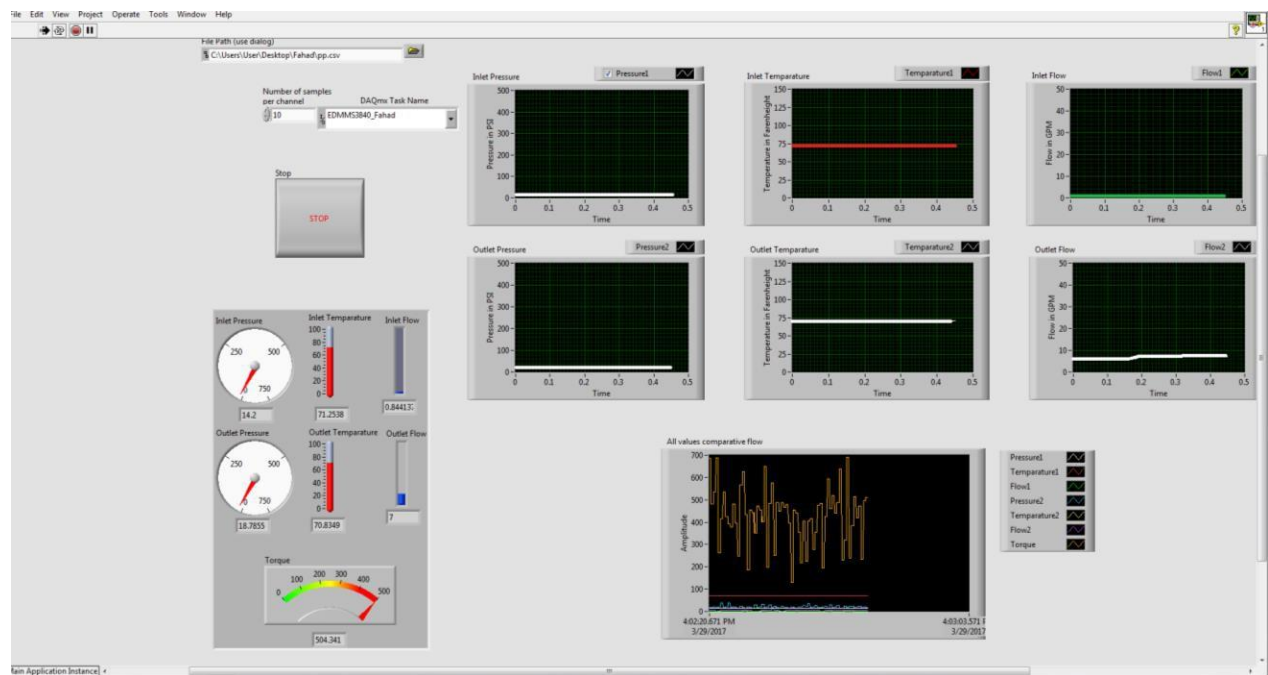 File Edit View Project Operate Tools Window Help
File Path (use dialog)
C:\Users\User\Desktop\Fahad\pp.csv
Number of samples
per channel
DAQmx Task Name
10
EDMMS3840_Fahad
Stop
STOP
Inlet Pressure
Pressure1
Pressure in PSI
500
400
300
200
100
0
0 0.1 0.2 0.3 0.4 0.5
Time
Inlet Temperature
Temparature1
Temperature in Farenheight
150
125
100
75
50
25
0
0 0.1 0.2 0.3 0.4 0.5
Time
Inlet Flow
Flow1
Flow in GPM
50
40
30
20
10
0
0 0.1 0.2 0.3 0.4 0.5
Time
Outlet Pressure
Pressure2
Pressure in PSI
500
400
300
200
100
0
0 0.1 0.2 0.3 0.4 0.5
Time
Outlet Temparature
Temparature2
Temperature in Farenheight
150
125
100
75
50
25
0
0 0.1 0.2 0.3 0.4 0.5
Time
Outlet Flow
Flow2
Flow in GPM
50
40
30
20
10
0
0 0.1 0.2 0.3 0.4 0.5
Time
Inlet Pressure
250 500
0 750
14.2
Inlet Temparature
100
80
60
40
20
0
71.2538
Inlet Flow
Outlet Pressure
250 500
0 750
18.7855
Outlet Temparature
100
80
60
40
20
0
70.8349
Outlet Flow
7
Torque
0 100 200 300 400 500
504.341
All values comparative flow
Amplitude
700
600
500
400
300
200
100
0
4:02:20.671 PM
3/29/2017
4:03:03.571
3/29/2017
Pressure1
Temparature1
Flow1
Pressure2
Temparature2
Flow2
Torque
Main Application Instance